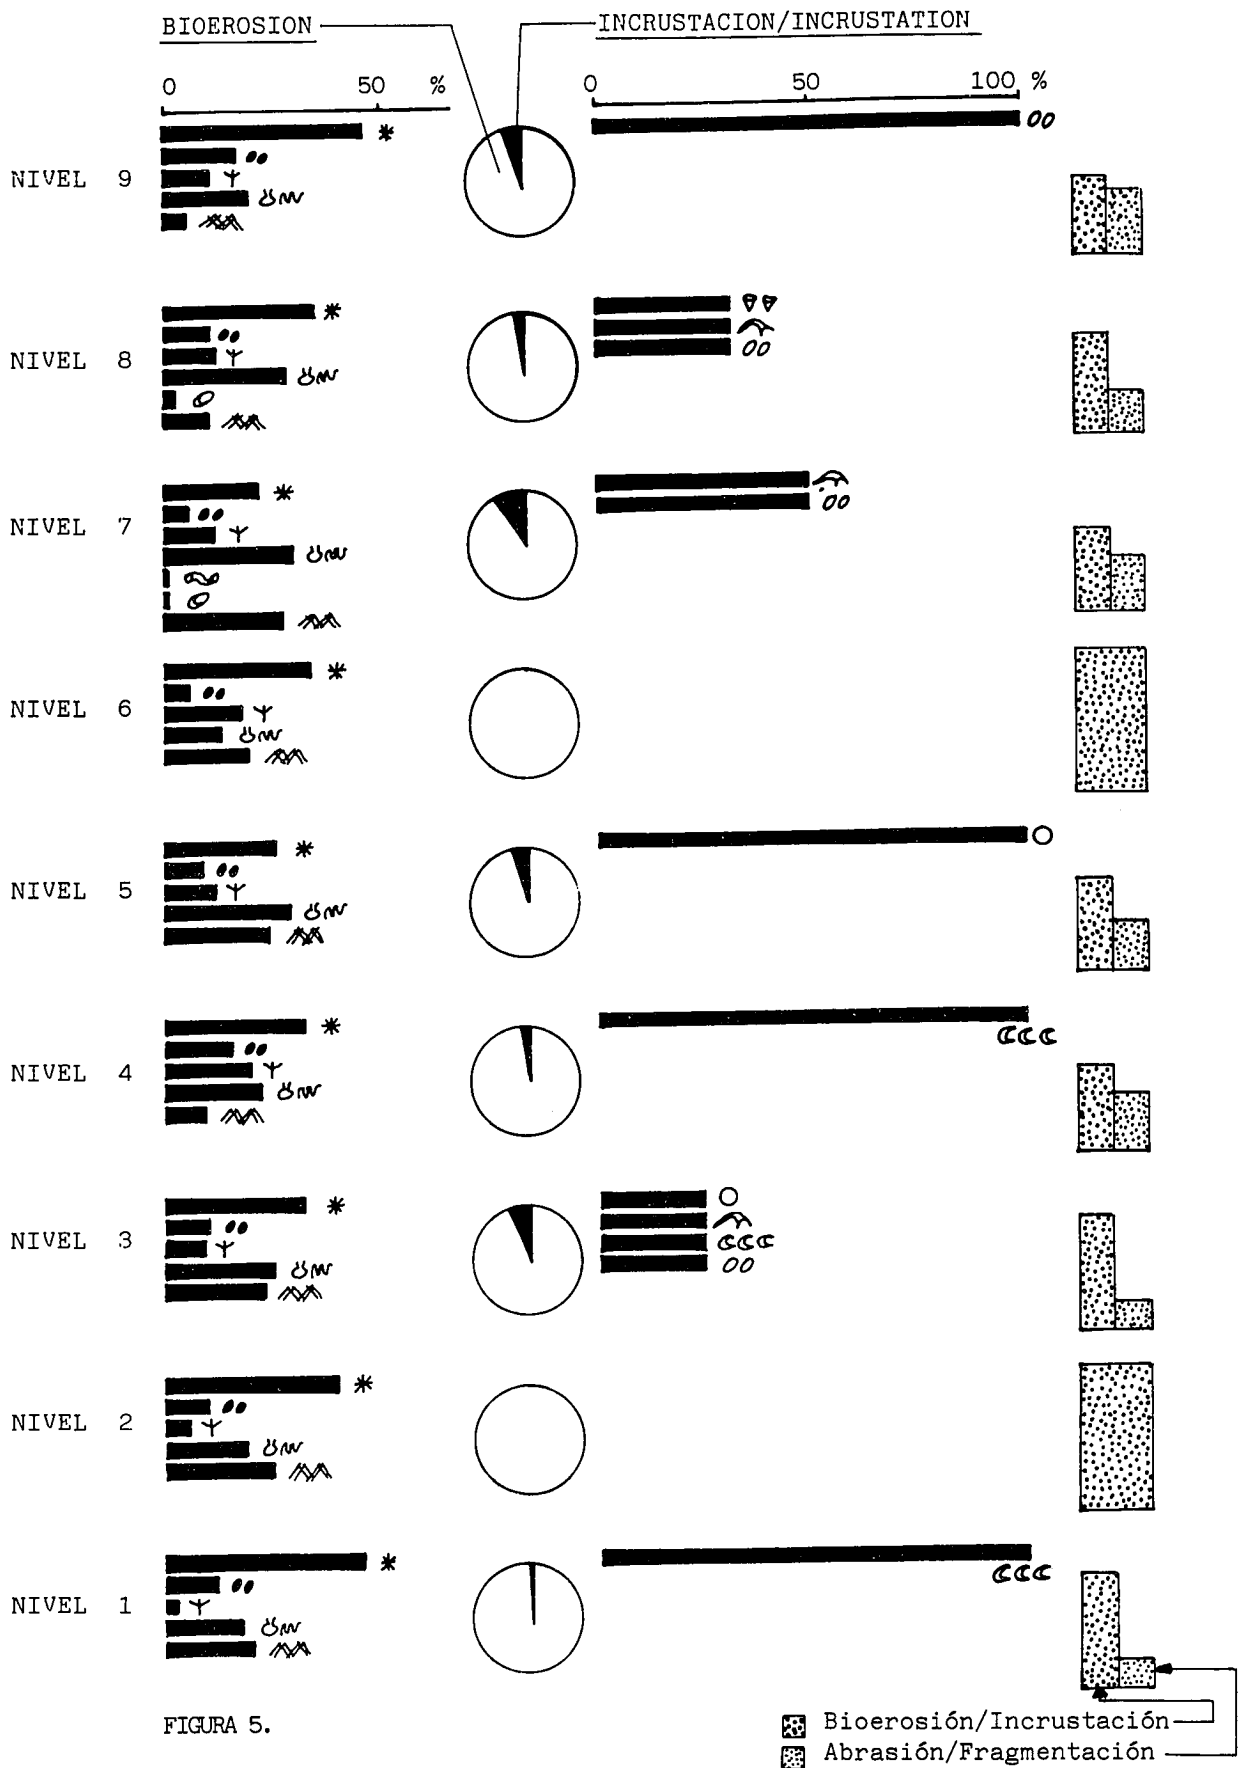 BIOEROSION INCRUSTACION/INCRUSTATION
0 50 % 0 50 100 %
NIVEL 9
NIVEL 8
NIVEL 7
NIVEL 6
NIVEL 5
NIVEL 4
NIVEL 3
NIVEL 2
NIVEL 1
FIGURA 5.
Bioerosión/Incrustación
Abrasión/Fragmentación